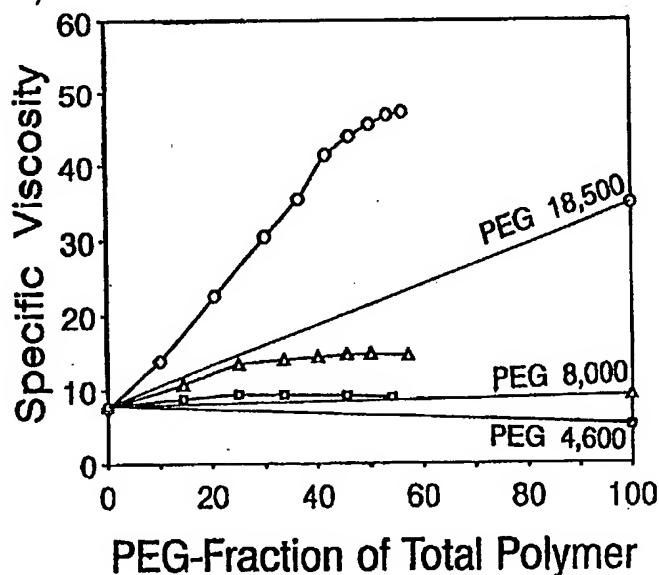 60
50
40
30
20
10
0
Specific Viscosity
PEG 18,500
PEG 8,000
PEG 4,600
0 20 40 60 80 100
PEG-Fraction of Total Polymer